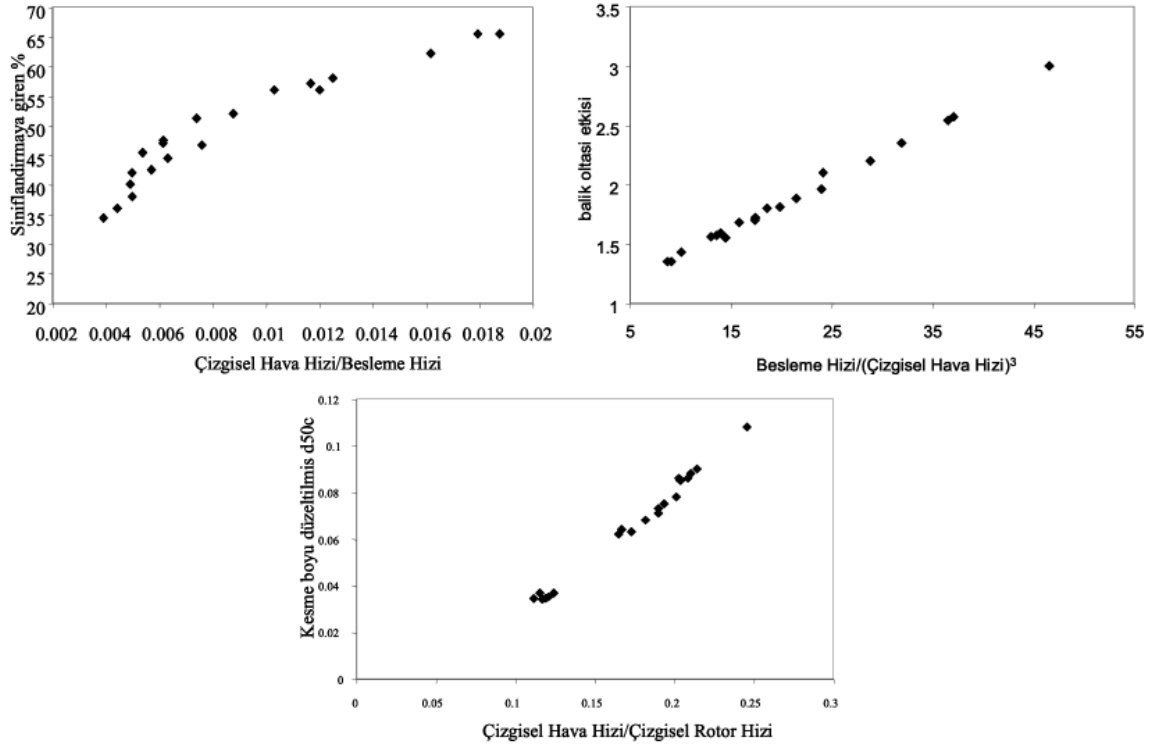 70
65
60
55
50
45
40
35
30
25
20
Siniflandirmaya giren %
0.002 0.004 0.006 0.008 0.01 0.012 0.014 0.016 0.018 0.02
Çizgisel Hava Hizi/Besleme Hizi
3.5
3
2.5
2
1.5
1
balik oltasi etkisi
5 15 25 35 45 55
Besleme Hizi/(Çizgisel Hava Hizi)³
0.12
0.1
0.08
0.06
0.04
0.02
0
Kesme boyu düzeltilmis d50c
0 0.05 0.1 0.15 0.2 0.25 0.3
Çizgisel Hava Hizi/Çizgisel Rotor Hizi